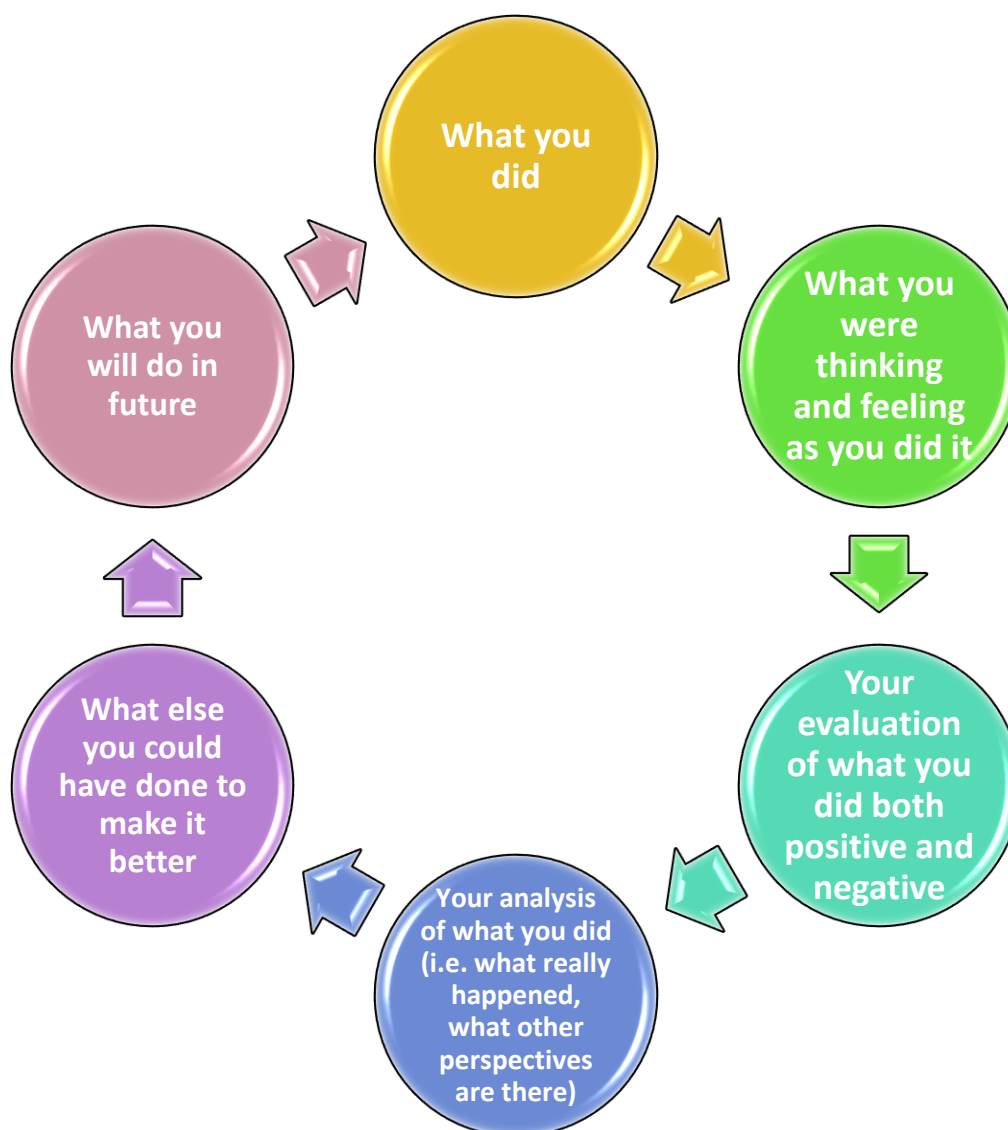 What you
did
What you
were
thinking
and feeling
as you did it
Your
evaluation
of what you
did both
positive and
negative
Your analysis
of what you did
(i.e. what really
happened,
what other
perspectives
are there)
What else
you could
have done to
make it
better
What you
will do in
future